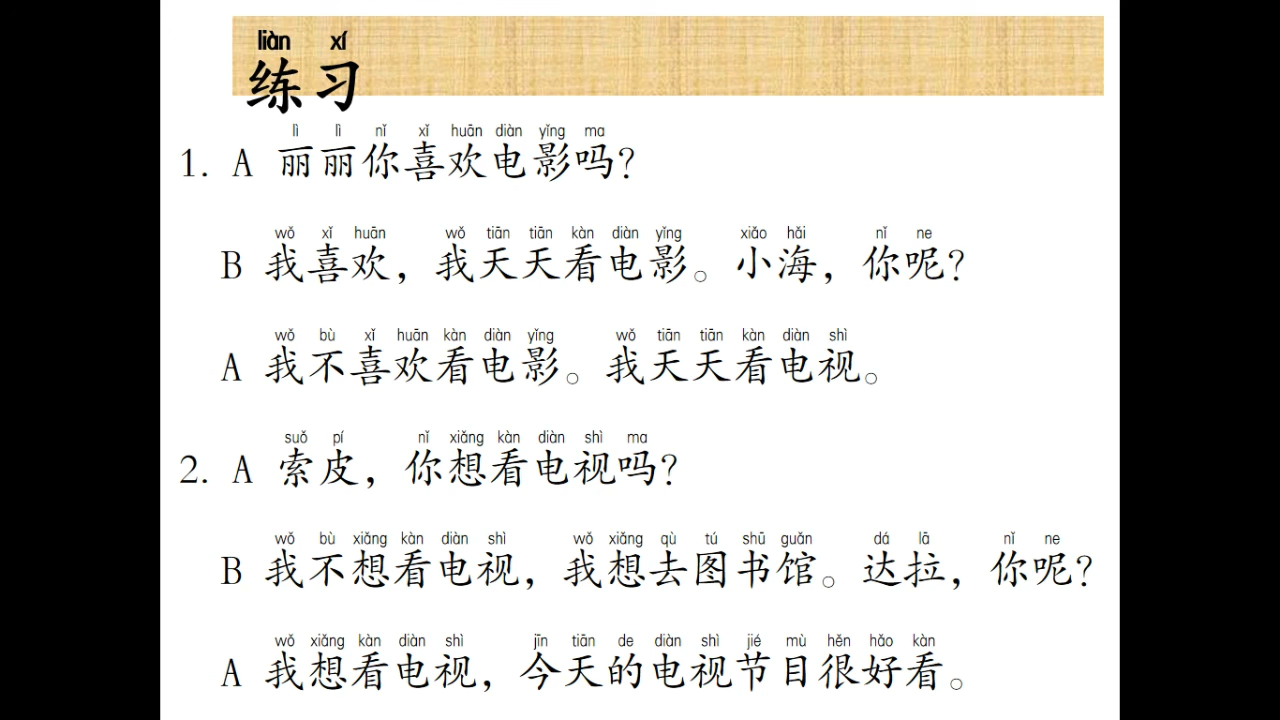 liàn xí
练习
lì lì nǐ xǐ huān diàn yǐng ma
1. A 丽丽你喜欢电影吗?
wǒ xǐ huān wǒ tiān tiān kàn diàn yǐng xiǎo hǎi nǐ ne
B 我喜欢，我天天看电影。小海，你呢?
wǒ bù xǐ huān kàn diàn yǐng wǒ tiān tiān kàn diàn shì
A 我不喜欢看电影。我天天看电视。
suǒ pí nǐ xiǎng kàn diàn shì ma
2. A 索皮，你想看电视吗?
wǒ bù xiǎng kàn diàn shì wǒ xiǎng qù tú shū guǎn dá lā nǐ ne
B 我不想看电视，我想去图书馆。达拉，你呢?
wǒ xiǎng kàn diàn shì jīn tiān de diàn shì jié mù hěn hǎo kàn
A 我想看电视，今天的电视节目很好看。